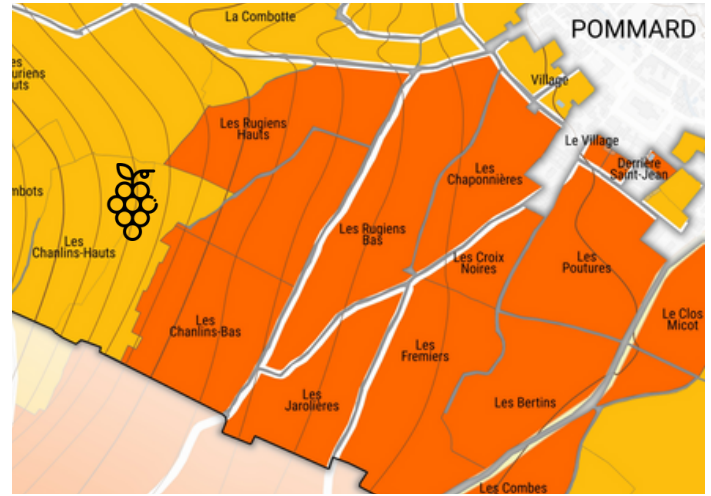 La Combotte
POMMARD
Village
Les Rugiens
Hauts
Le Village
Derrière
Saint-Jean
Les
Chaponnières
Les
Chanlins-Hauts
Les Rugiens
Bas
Les Croix
Noires
Les
Poutures
Le Clos
Micot
Les
Chanlins-Bas
Les
Fremiers
Les
Jarolières
Les Bertins
Les Combes